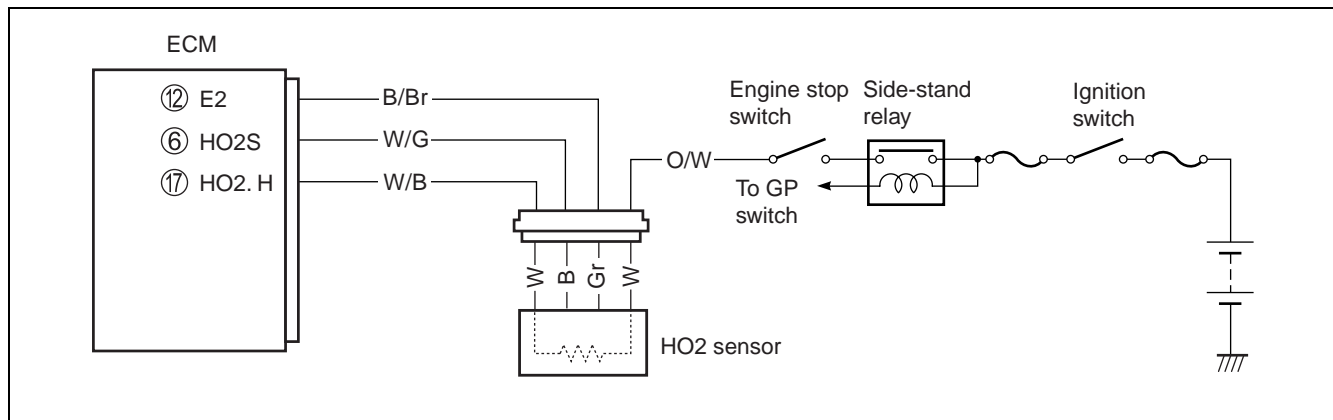 ECM
⑫ E2
⑥ HO2S
⑰ HO2. H
B/Br
W/G
W/B
O/W
Engine stop
switch
Side-stand
relay
Ignition
switch
To GP
switch
W
B
Gr
W
HO2 sensor